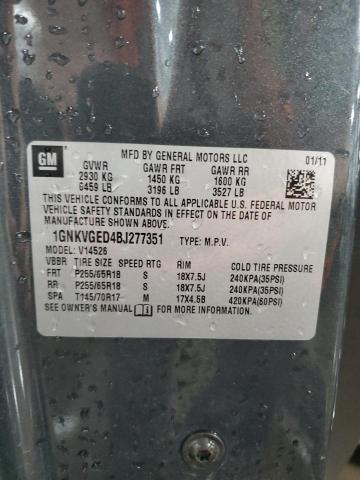 GM
MFD BY GENERAL MOTORS LLC 01/11
GVWR GAWR FRT GAWR RR
2930 KG 1450 KG 1600 KG
6459 LB 3196 LB 3527 LB
THIS VEHICLE CONFORMS TO ALL APPLICABLE U.S. FEDERAL MOTOR
VEHICLE SAFETY STANDARDS IN EFFECT ON THE DATE OF
MANUFACTURE SHOWN ABOVE.
1GNKVGED4BJ277351 TYPE: M.P.V.
MODEL: V14526
VBBR TIRE SIZE SPEED RTG RIM COLD TIRE PRESSURE
FRT P255/65R18 S 18X7.5J 240KPA(35PSI)
RR P255/65R18 S 18X7.5J 240KPA(35PSI)
SPA T145/70R17 M 17X4.5B 420KPA(60PSI)
SEE OWNER'S MANUAL FOR MORE INFORMATION.